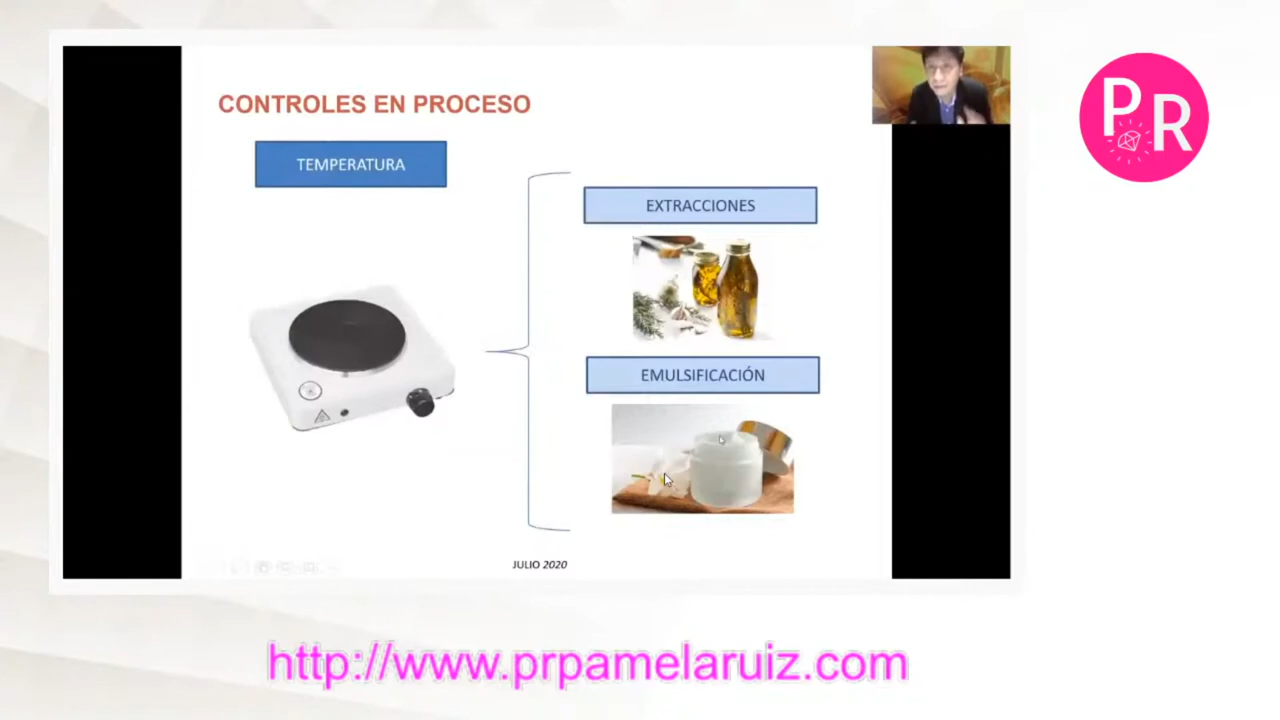 CONTROLES EN PROCESO
TEMPERATURA
EXTRACCIONES
EMULSIFICACIÓN
JULIO 2020
PR
http://www.prpamelaruiz.com